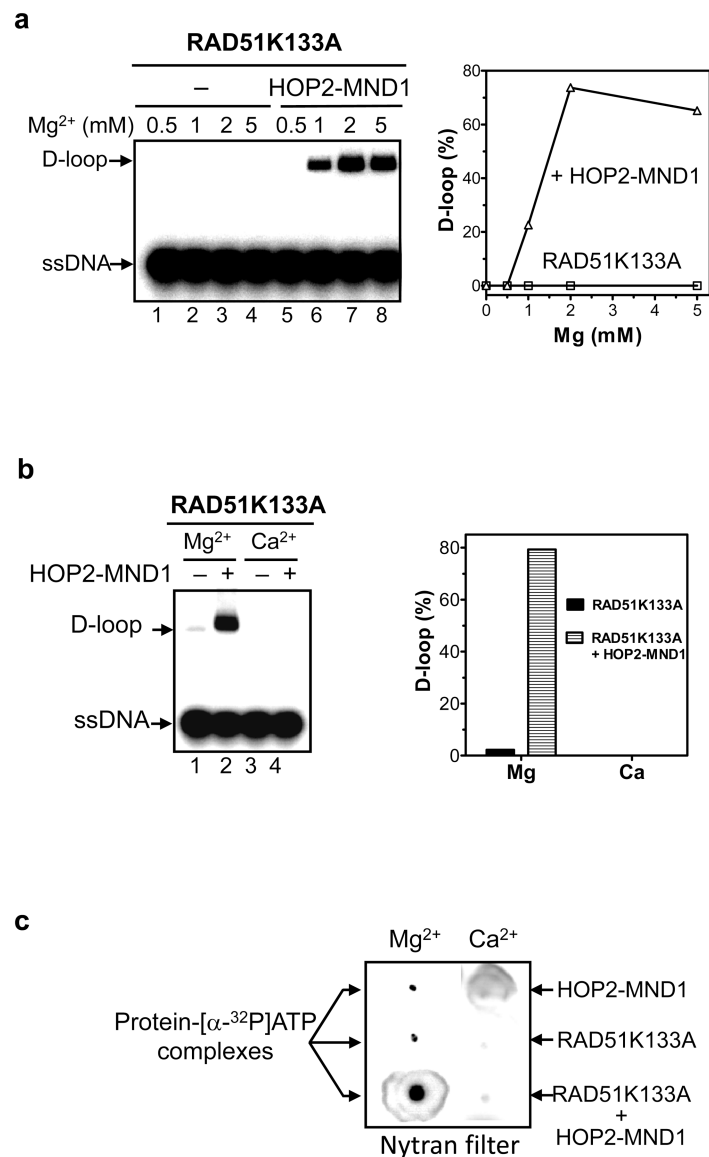 a
RAD51K133A
– HOP2-MND1
Mg²⁺ (mM) 0.5 1 2 5 0.5 1 2 5
D-loop
ssDNA
1 2 3 4 5 6 7 8
D-loop (%)
80
60
40
20
0
+ HOP2-MND1
RAD51K133A
0 1 2 3 4 5
Mg (mM)
b
RAD51K133A
Mg²⁺ Ca²⁺
HOP2-MND1 – + – +
D-loop
ssDNA
1 2 3 4
D-loop (%)
80
60
40
20
0
RAD51K133A
RAD51K133A
+ HOP2-MND1
Mg Ca
c
Mg²⁺ Ca²⁺
Protein-[α-³²P]ATP
complexes
HOP2-MND1
RAD51K133A
RAD51K133A
+
HOP2-MND1
Nytran filter